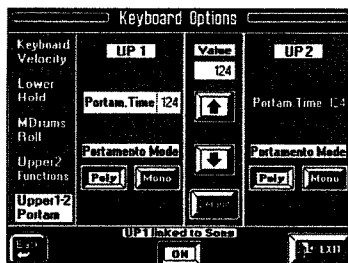 Keyboard Options
Keyboard
Velocity
Lower
Hold
MDrums
Roll
Upper2
Functions
Upper1-2
Portam
UP 1
Portam.Time 124
Portamento Mode
Poly Mono
Value
124
UP 2
Portam.Time 124
Portamento Mode
Poly Mono
UP1 linked to Song
ON
EXIT